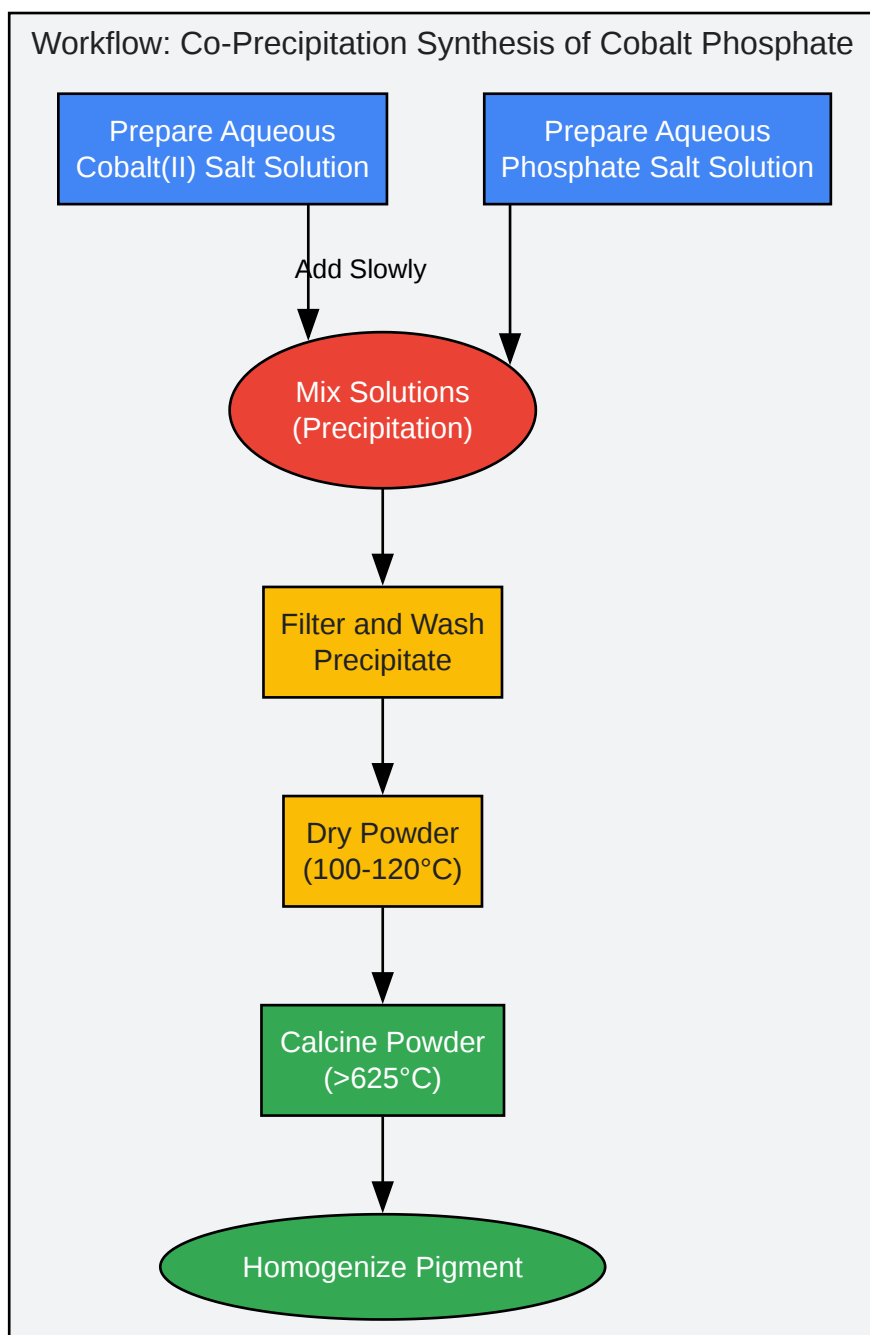 Workflow: Co-Precipitation Synthesis of Cobalt Phosphate
Prepare Aqueous
Cobalt(II) Salt Solution
Prepare Aqueous
Phosphate Salt Solution
Add Slowly
Mix Solutions
(Precipitation)
Filter and Wash
Precipitate
Dry Powder
(100-120°C)
Calcine Powder
(>625°C)
Homogenize Pigment